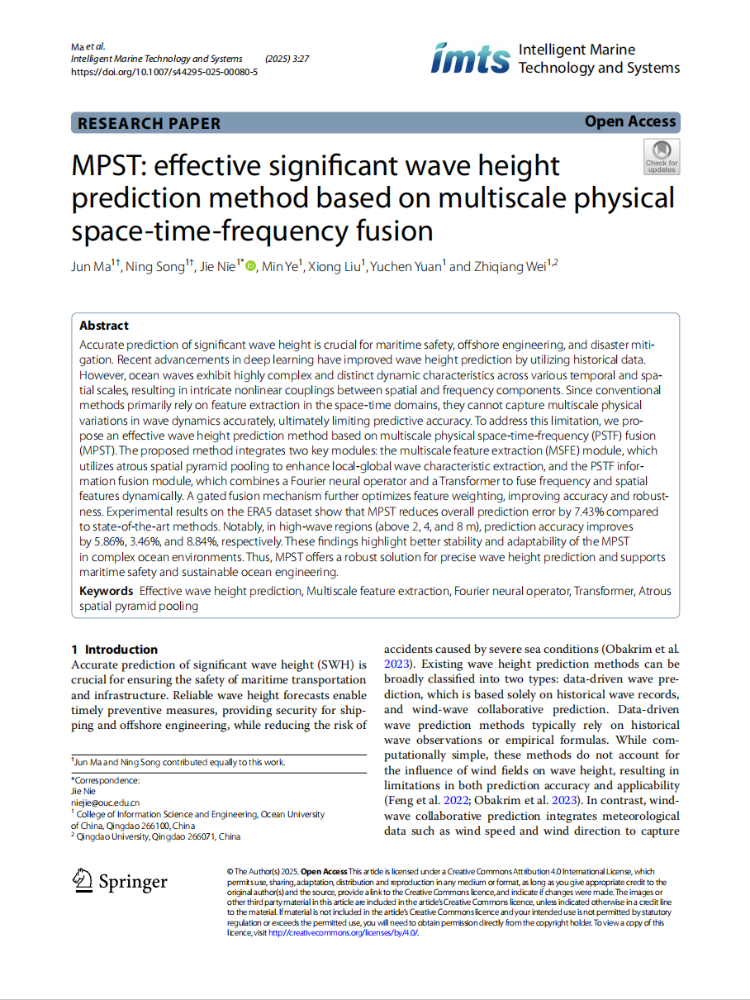 Ma et al.
Intelligent Marine Technology and Systems (2025) 3:27
https://doi.org/10.1007/s44295-025-00080-5
imts
Intelligent Marine
Technology and Systems
RESEARCH PAPER
Open Access
Check for
updates
MPST: effective significant wave height
prediction method based on multiscale physical
space-time-frequency fusion
Jun Ma1†, Ning Song1†, Jie Nie1* iD, Min Ye1, Xiong Liu1, Yuchen Yuan1 and Zhiqiang Wei1,2
Abstract
Accurate prediction of significant wave height is crucial for maritime safety, offshore engineering, and disaster miti-
gation. Recent advancements in deep learning have improved wave height prediction by utilizing historical data.
However, ocean waves exhibit highly complex and distinct dynamic characteristics across various temporal and spa-
tial scales, resulting in intricate nonlinear couplings between spatial and frequency components. Since conventional
methods primarily rely on feature extraction in the space-time domains, they cannot capture multiscale physical
variations in wave dynamics accurately, ultimately limiting predictive accuracy. To address this limitation, we pro-
pose an effective wave height prediction method based on multiscale physical space-time-frequency (PSTF) fusion
(MPST). The proposed method integrates two key modules: the multiscale feature extraction (MSFE) module, which
utilizes atrous spatial pyramid pooling to enhance local-global wave characteristic extraction, and the PSTF infor-
mation fusion module, which combines a Fourier neural operator and a Transformer to fuse frequency and spatial
features dynamically. A gated fusion mechanism further optimizes feature weighting, improving accuracy and robust-
ness. Experimental results on the ERA5 dataset show that MPST reduces overall prediction error by 7.43% compared
to state-of-the-art methods. Notably, in high-wave regions (above 2, 4, and 8 m), prediction accuracy improves
by 5.86%, 3.46%, and 8.84%, respectively. These findings highlight better stability and adaptability of the MPST
in complex ocean environments. Thus, MPST offers a robust solution for precise wave height prediction and supports
maritime safety and sustainable ocean engineering.
Keywords Effective wave height prediction, Multiscale feature extraction, Fourier neural operator, Transformer, Atrous
spatial pyramid pooling
1 Introduction
Accurate prediction of significant wave height (SWH) is
crucial for ensuring the safety of maritime transportation
and infrastructure. Reliable wave height forecasts enable
timely preventive measures, providing security for ship-
ping and offshore engineering, while reducing the risk of
†Jun Ma and Ning Song contributed equally to this work.
*Correspondence:
Jie Nie
niejie@ouc.edu.cn
1 College of Information Science and Engineering, Ocean University
of China, Qingdao 266100, China
2 Qingdao University, Qingdao 266071, China
accidents caused by severe sea conditions (Obakrim et al.
2023). Existing wave height prediction methods can be
broadly classified into two types: data-driven wave pre-
diction, which is based solely on historical wave records,
and wind-wave collaborative prediction. Data-driven
wave prediction methods typically rely on historical
wave observations or empirical formulas. While com-
putationally simple, these methods do not account for
the influence of wind fields on wave height, resulting in
limitations in both prediction accuracy and applicability
(Feng et al. 2022; Obakrim et al. 2023). In contrast, wind-
wave collaborative prediction integrates meteorological
data such as wind speed and wind direction to capture
Springer
© The Author(s) 2025. Open Access This article is licensed under a Creative Commons Attribution 4.0 International License, which
permits use, sharing, adaptation, distribution and reproduction in any medium or format, as long as you give appropriate credit to the
original author(s) and the source, provide a link to the Creative Commons licence, and indicate if changes were made. The images or
other third party material in this article are included in the article's Creative Commons licence, unless indicated otherwise in a credit line
to the material. If material is not included in the article's Creative Commons licence and your intended use is not permitted by statutory
regulation or exceeds the permitted use, you will need to obtain permission directly from the copyright holder. To view a copy of this
licence, visit http://creativecommons.org/licenses/by/4.0/.